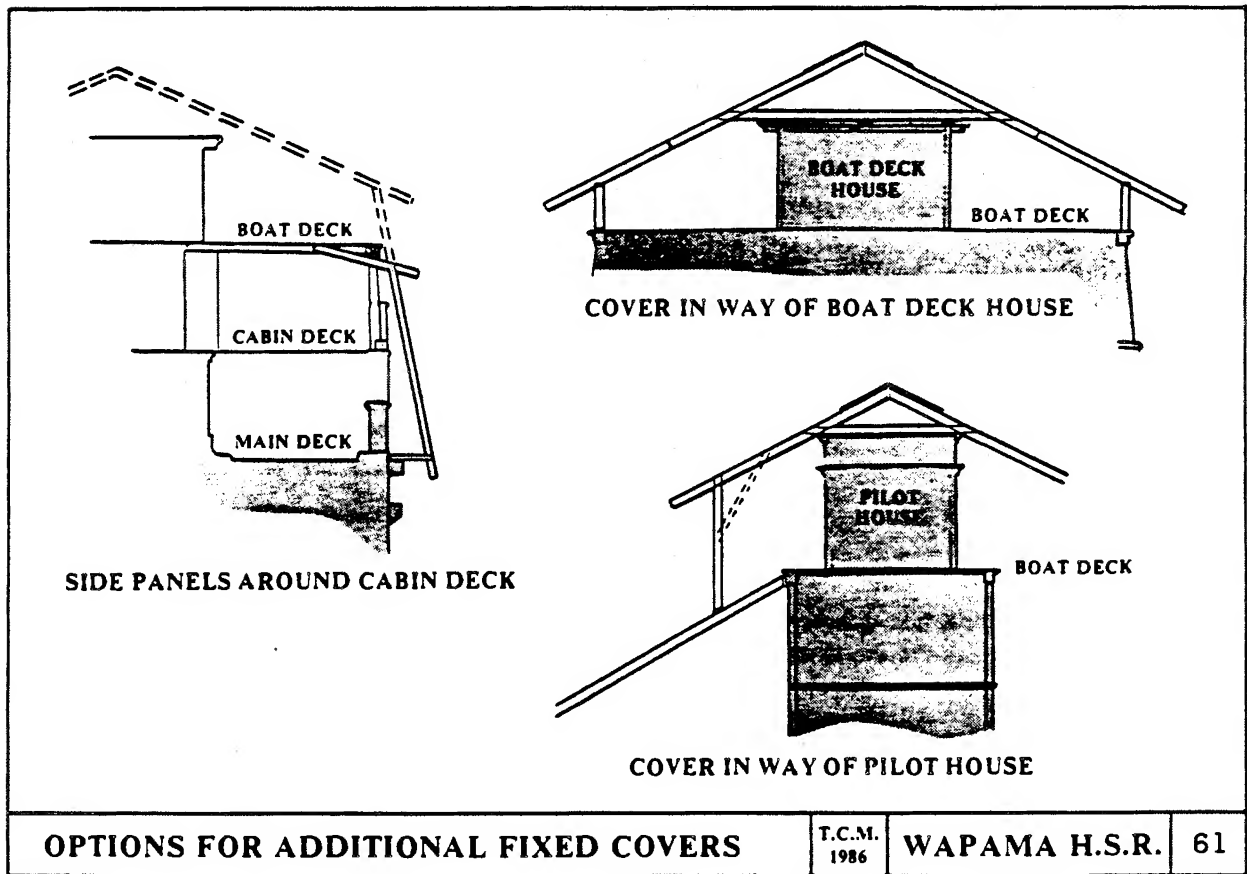 BOAT DECK
CABIN DECK
MAIN DECK
SIDE PANELS AROUND CABIN DECK
BOAT DECK
HOUSE
BOAT DECK
COVER IN WAY OF BOAT DECK HOUSE
PILOT
HOUSE
BOAT DECK
COVER IN WAY OF PILOT HOUSE
OPTIONS FOR ADDITIONAL FIXED COVERS
T.C.M.
1986
WAPAMA H.S.R.
61